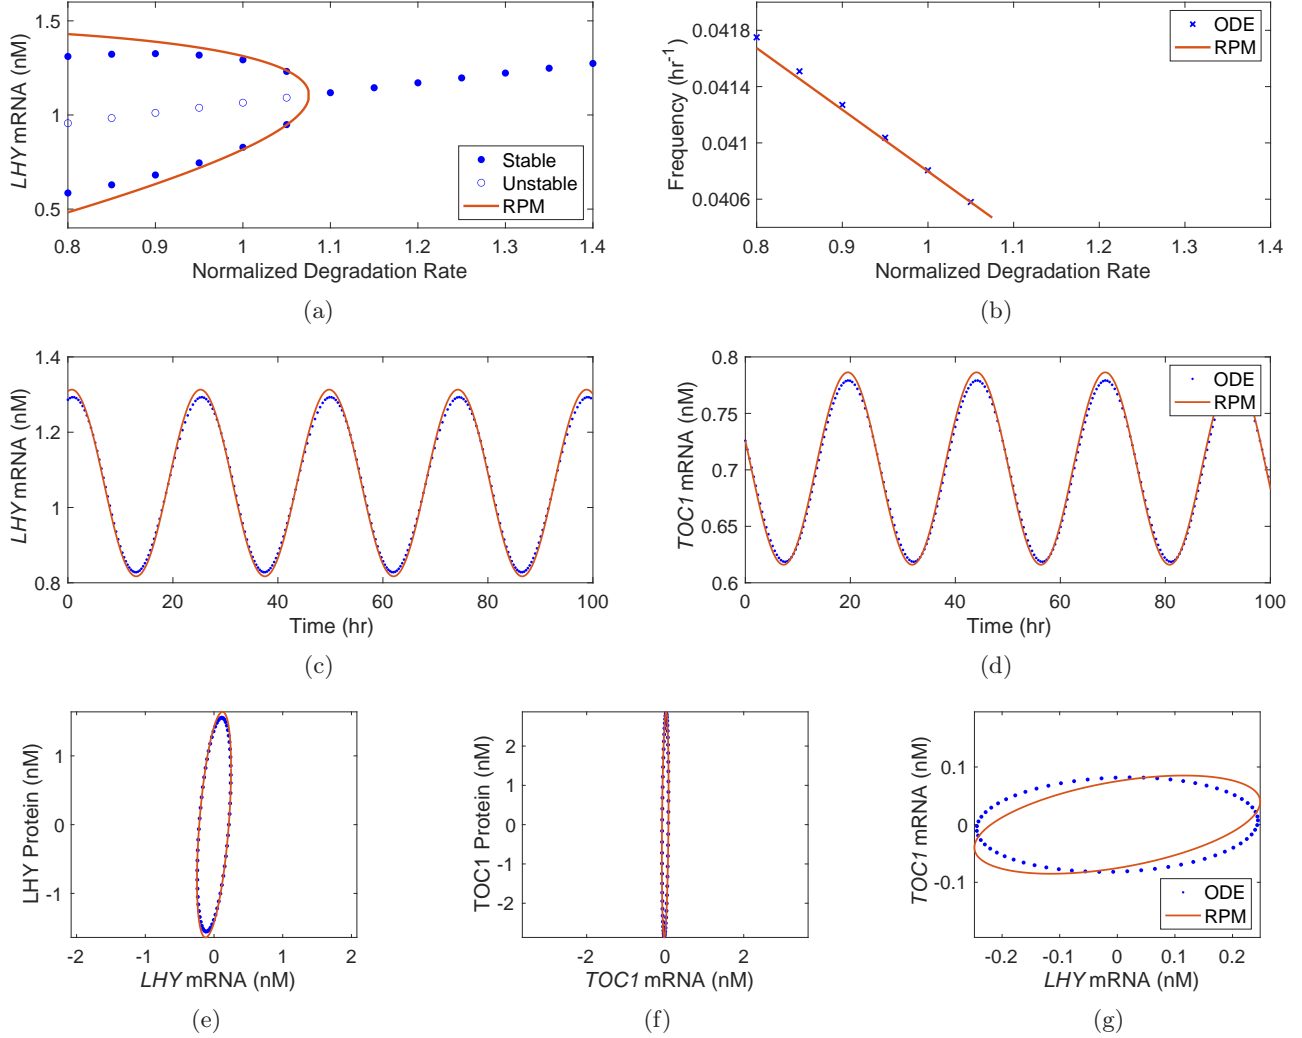 LHY mRNA (nM)
1.5
1
0.5
0.8 0.9 1 1.1 1.2 1.3 1.4
Normalized Degradation Rate
Stable
Unstable
RPM
(a)
Frequency (hr-1)
0.0418
0.0414
0.041
0.0406
0.8 0.9 1 1.1 1.2 1.3 1.4
Normalized Degradation Rate
ODE
RPM
(b)
LHY mRNA (nM)
1.4
1.2
1
0.8
0 20 40 60 80 100
Time (hr)
(c)
TOC1 mRNA (nM)
0.8
0.75
0.7
0.65
0.6
0 20 40 60 80 100
Time (hr)
ODE
RPM
(d)
LHY Protein (nM)
1
0
-1
-2 -1 0 1 2
LHY mRNA (nM)
(e)
TOC1 Protein (nM)
2
1
0
-1
-2
-2 0 2
TOC1 mRNA (nM)
(f)
TOC1 mRNA (nM)
0.1
0
-0.1
-0.2 -0.1 0 0.1 0.2
LHY mRNA (nM)
ODE
RPM
(g)